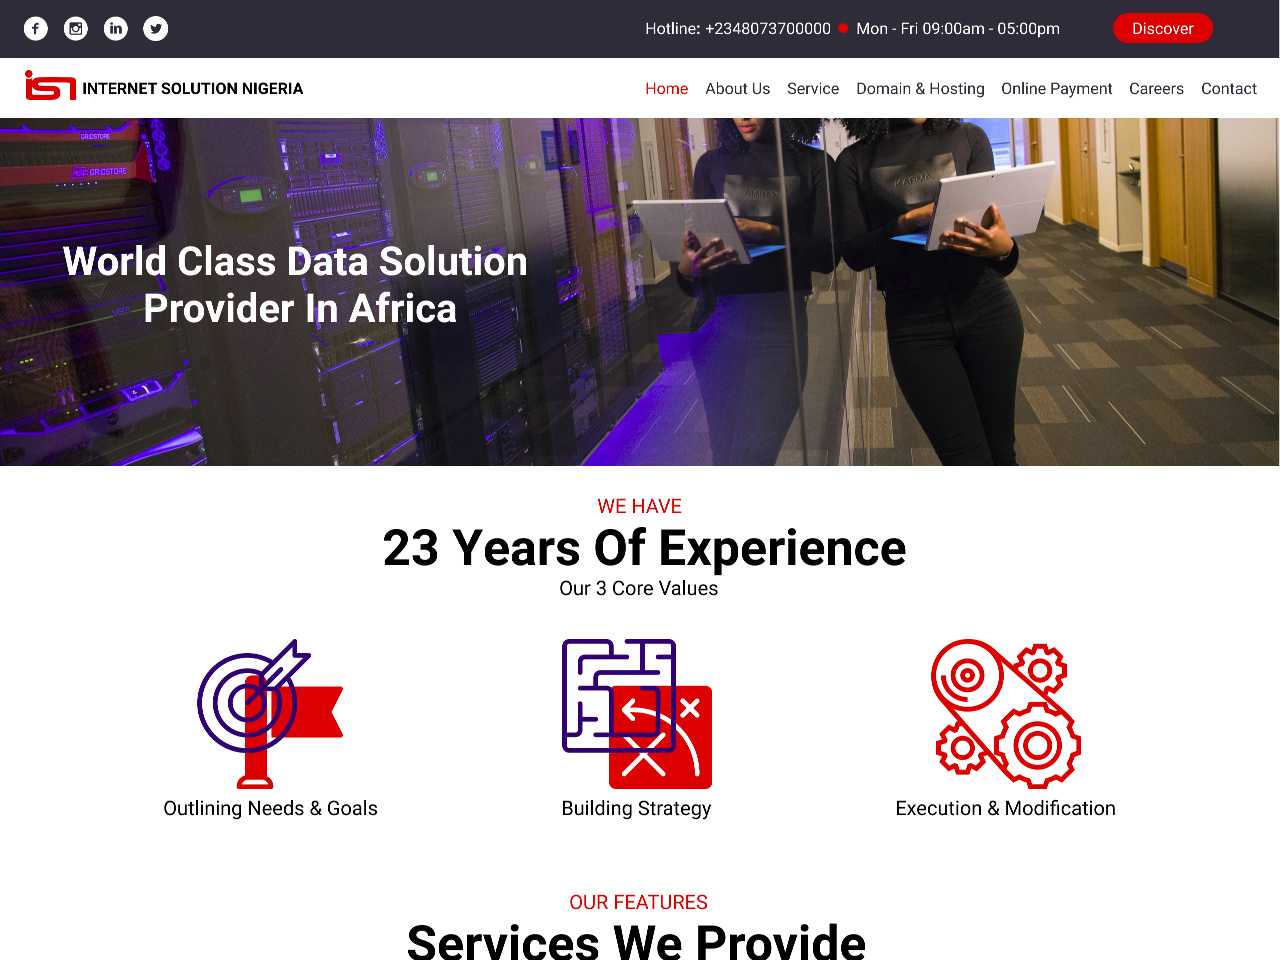 Hotline: +2348073700000 Mon - Fri 09:00am - 05:00pm Discover
isn INTERNET SOLUTION NIGERIA
Home About Us Service Domain & Hosting Online Payment Careers Contact
GRIDSTORE
GRIDSTORE
World Class Data Solution
Provider In Africa
WE HAVE
23 Years Of Experience
Our 3 Core Values
Outlining Needs & Goals
Building Strategy
Execution & Modification
OUR FEATURES
Services We Provide